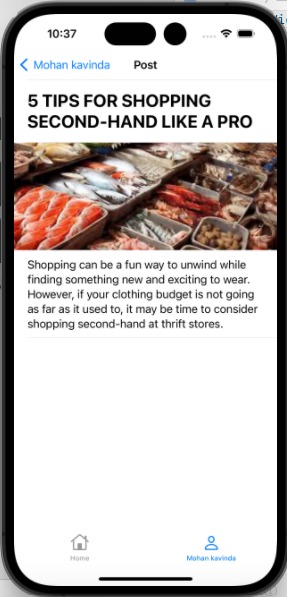 10:37
Mohan kavinda
Post
5 TIPS FOR SHOPPING
SECOND-HAND LIKE A PRO
Shopping can be a fun way to unwind while
finding something new and exciting to wear.
However, if your clothing budget is not going
as far as it used to, it may be time to consider
shopping second-hand at thrift stores.
Home
Mohan kavinda